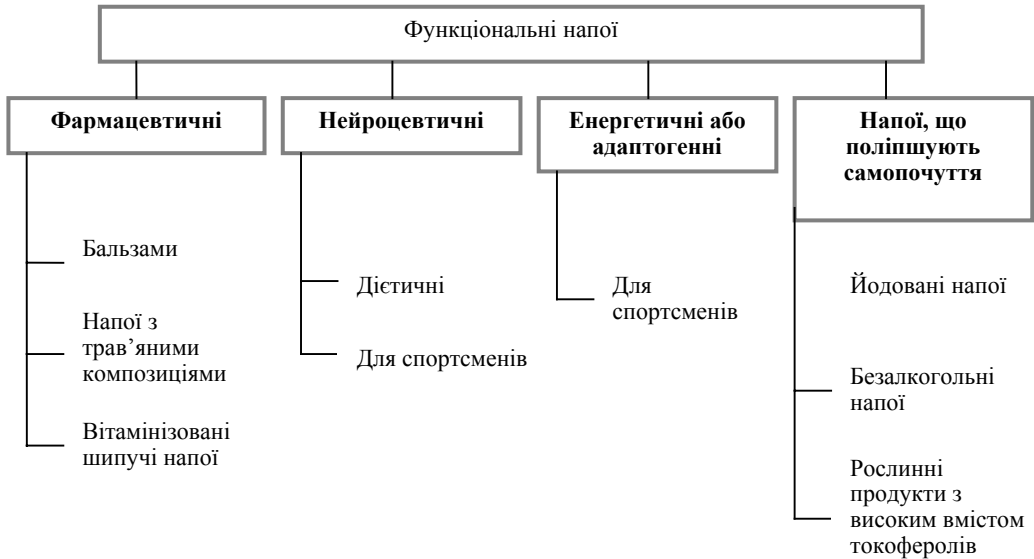 Функціональні напої
Фармацевтичні
Нейроцевтичні
Енергетичні або
адаптогенні
Напої, що
поліпшують
самопочуття
Бальзами
Напої з
трав’яними
композиціями
Вітамінізовані
шипучі напої
Дієтичні
Для спортсменів
Для
спортсменів
Йодовані напої
Безалкогольні
напої
Рослинні
продукти з
високим вмістом
токоферолів